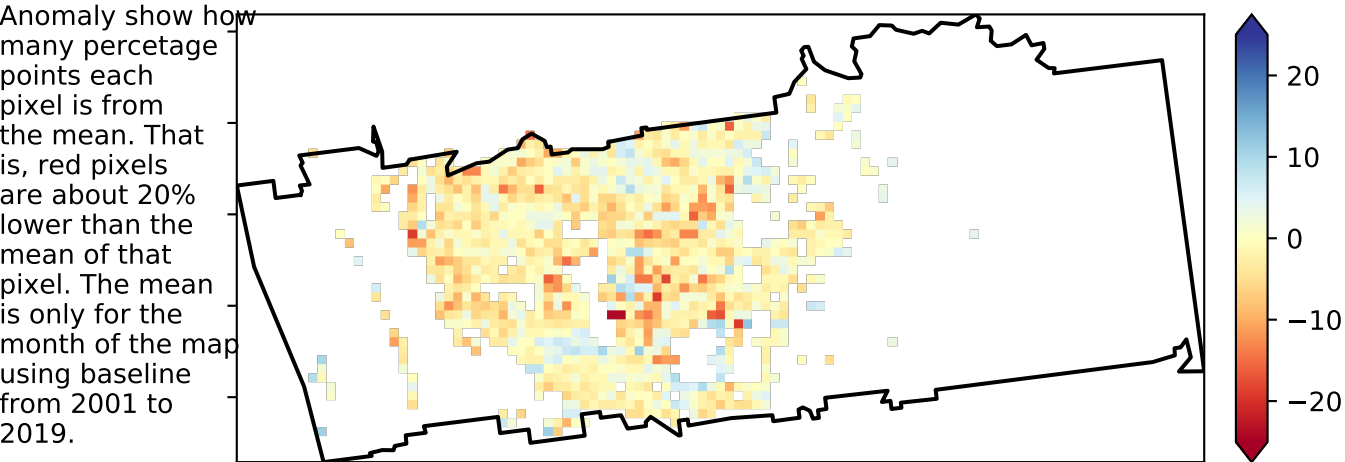 Anomaly show how
many percetage
points each
pixel is from
the mean. That
is, red pixels
are about 20%
lower than the
mean of that
pixel. The mean
is only for the
month of the map
using baseline
from 2001 to
2019.
20
10
0
−10
−20